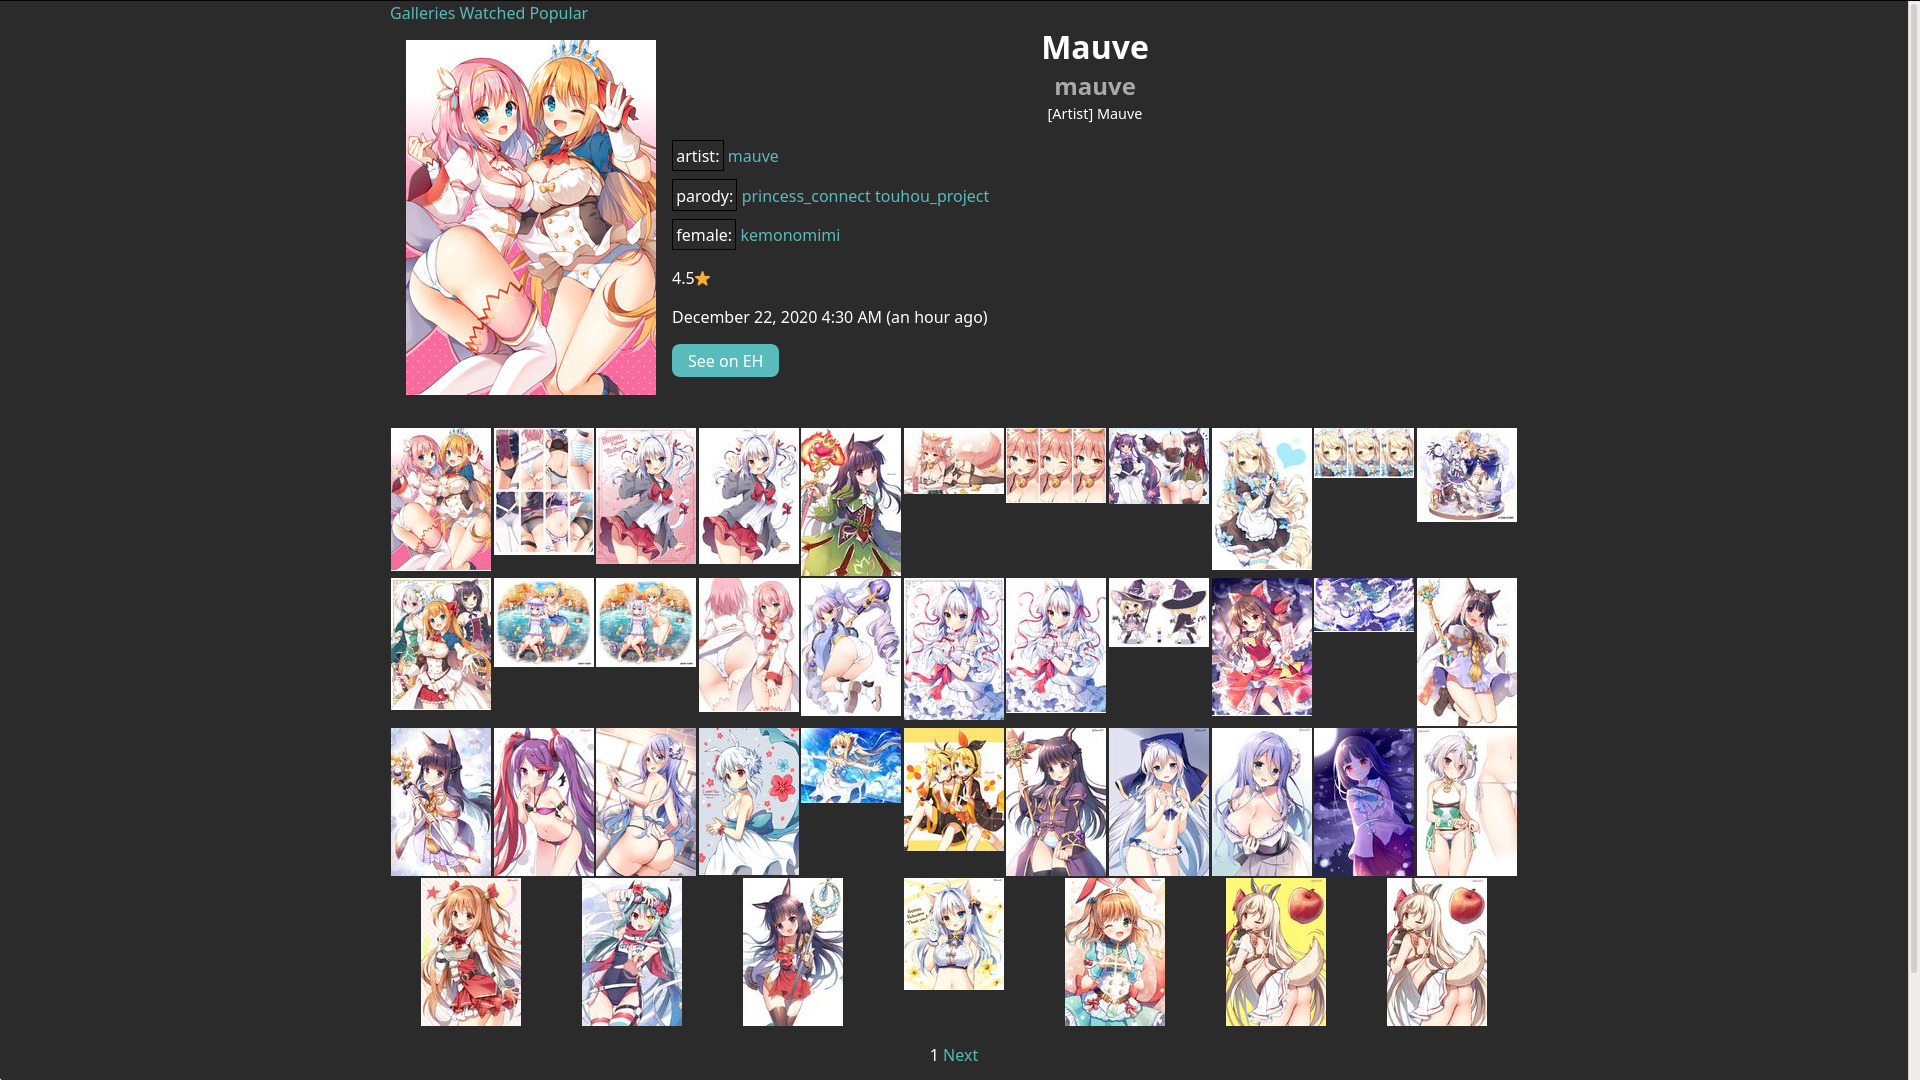 Galleries Watched Popular
Mauve
mauve
[Artist] Mauve
artist: mauve
parody: princess_connect touhou_project
female: kemonomimi
4.5
December 22, 2020 4:30 AM (an hour ago)
See on EH
1 Next